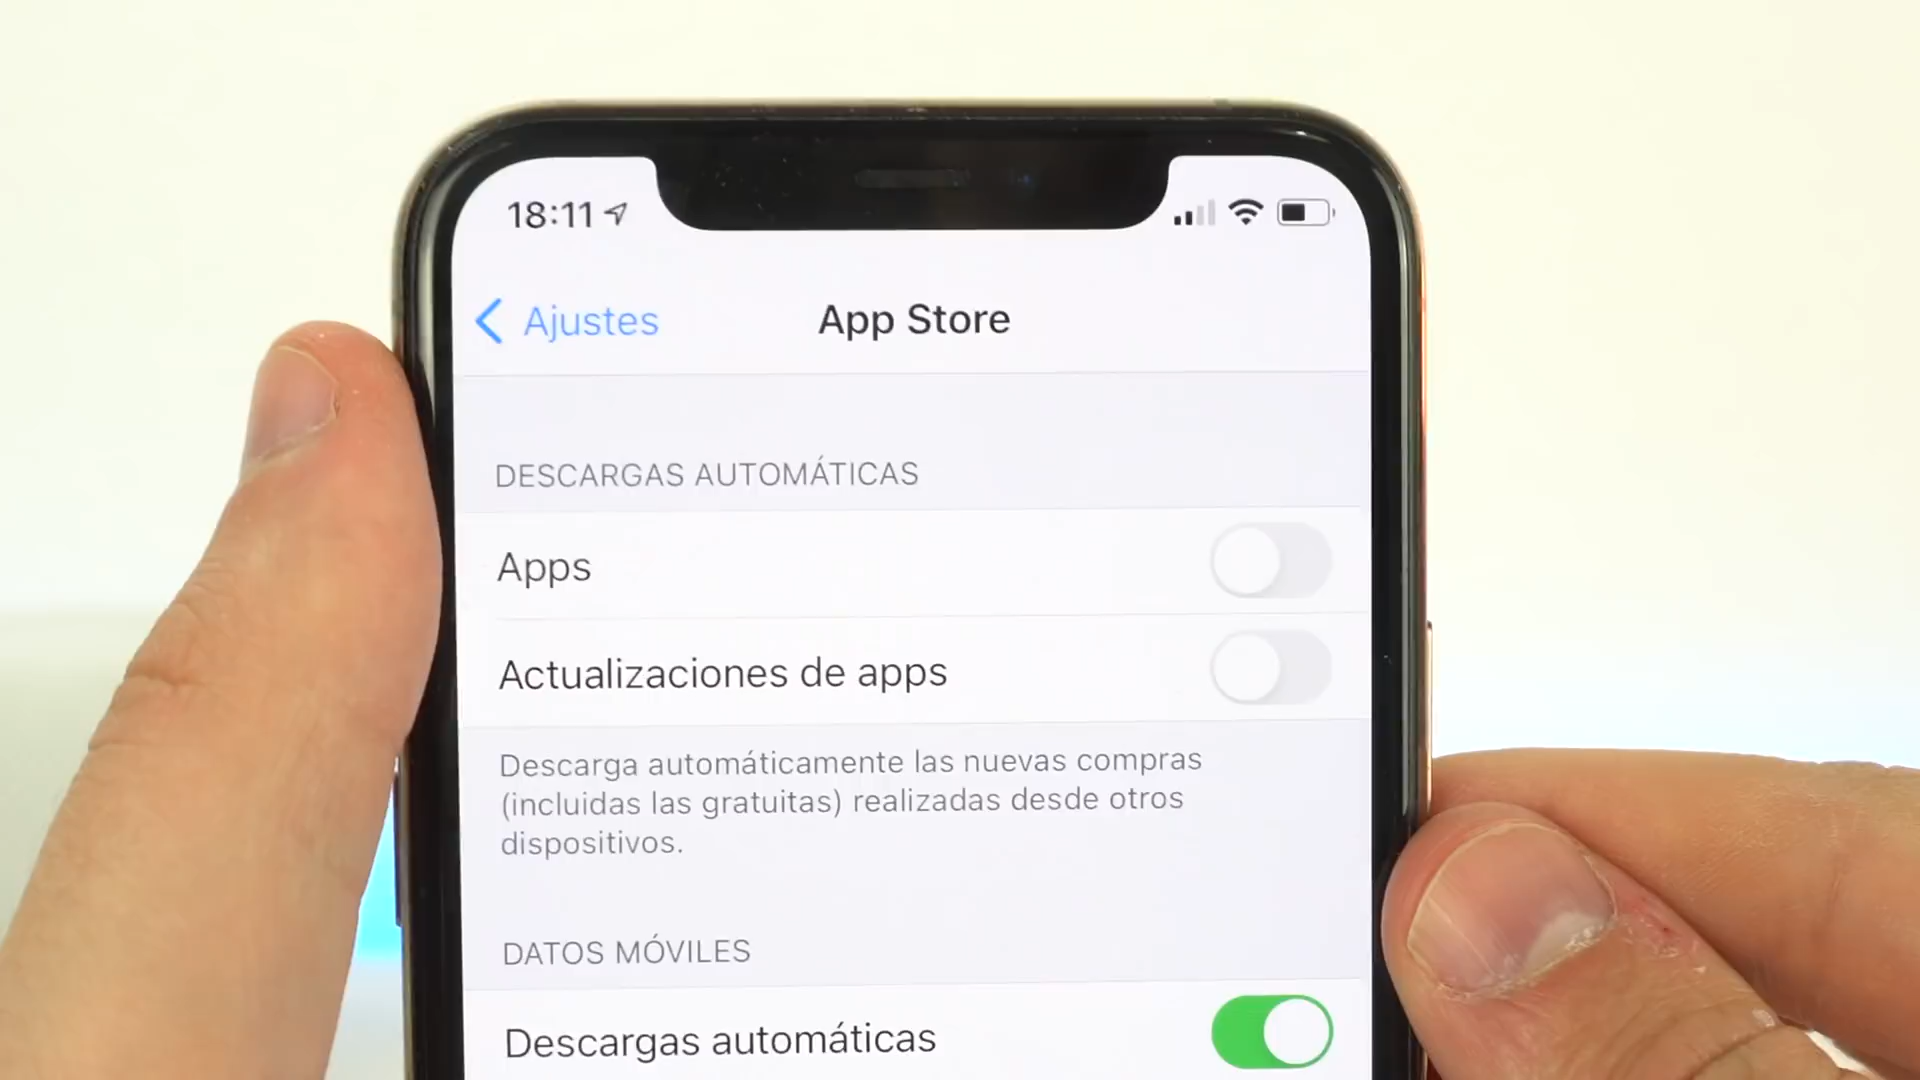 18:11
Ajustes
App Store
DESCARGAS AUTOMÁTICAS
Apps
Actualizaciones de apps
Descarga automáticamente las nuevas compras
(incluidas las gratuitas) realizadas desde otros
dispositivos.
DATOS MÓVILES
Descargas automáticas